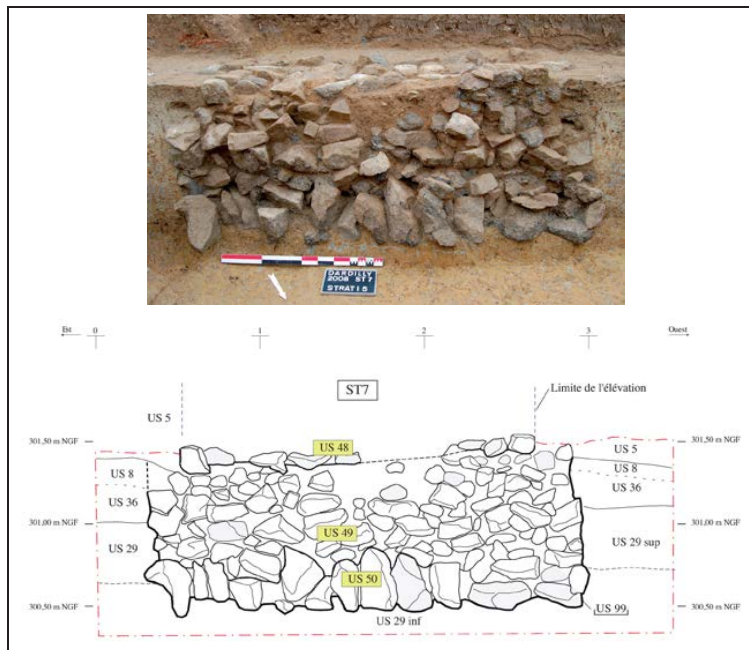 DARDILLY
2008 ST7
STRATI 5
Est 0 1 2 3 Ouest
ST7
Limite de l'élévation
US 5
301,50 m NGF US 48 301,50 m NGF
US 5
US 8 US 8
US 36 US 36
301,00 m NGF 301,00 m NGF
US 49
US 29 US 29 sup
US 50
300,50 m NGF 300,50 m NGF
US 99
US 29 inf